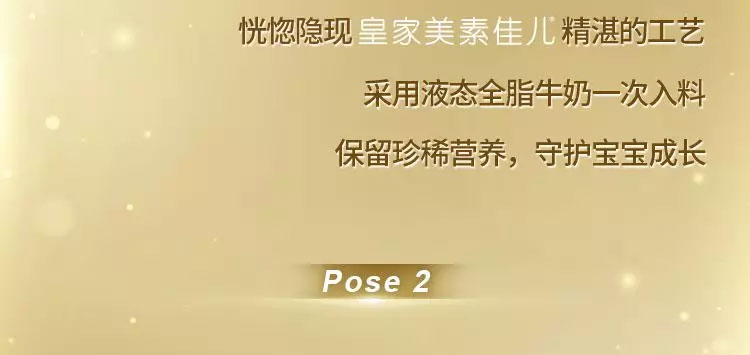 恍惚隐现皇家美素佳儿®精湛的工艺
采用液态全脂牛奶一次入料
保留珍稀营养，守护宝宝成长
Pose 2